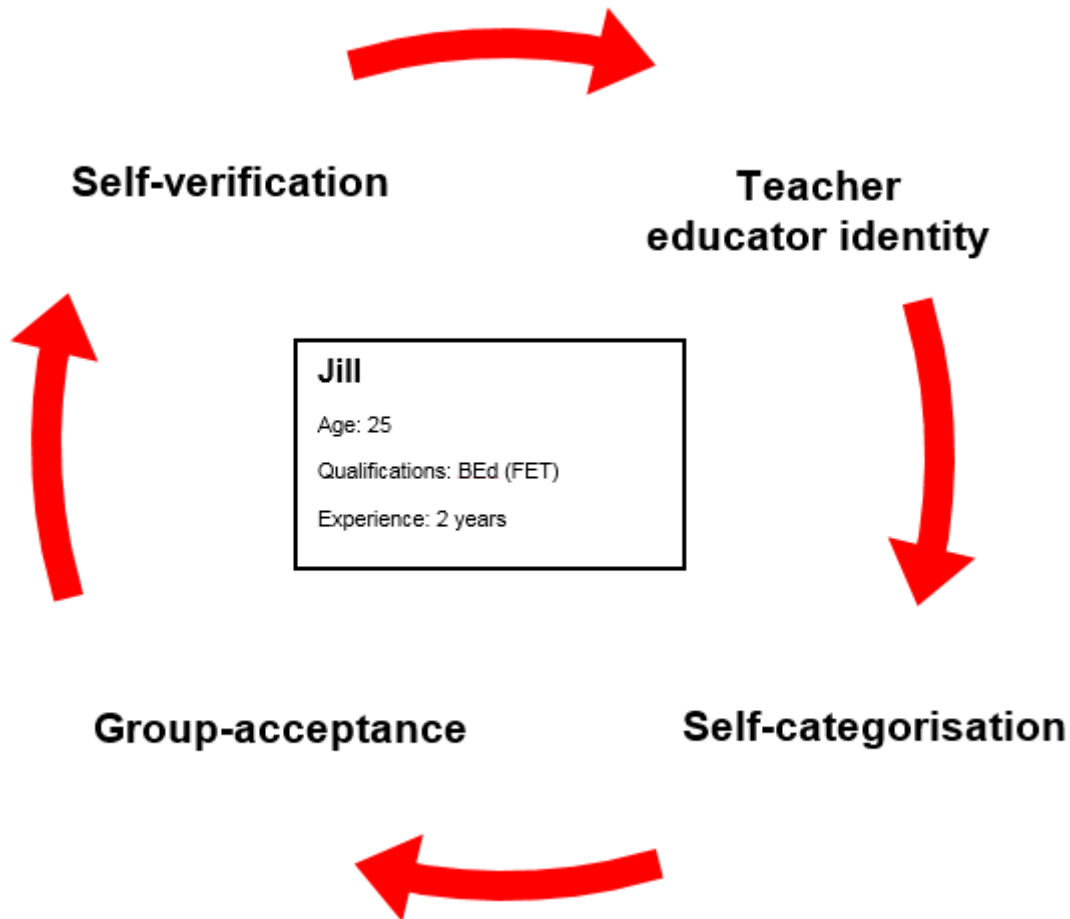 Self-verification
Teacher
educator identity
Jill
Age: 25
Qualifications: BEd (FET)
Experience: 2 years
Group-acceptance
Self-categorisation